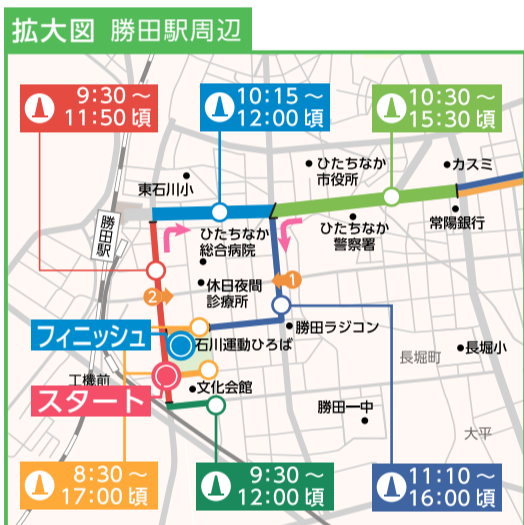 拡大図 勝田駅周辺
9:30～
11:50頃
10:15～
12:00頃
10:30～
15:30頃
東石川小
ひたちなか
市役所
カスミ
勝田駅
ひたちなか
総合病院
ひたちなか
警察署
常陽銀行
休日夜間
診療所
1
2
フィニッシュ
石川運動ひろば
勝田ラジコン
長堀町
長堀小
工機前
スタート
文化会館
勝田一中
大平
8:30～
17:00頃
9:30～
12:00頃
11:10～
16:00頃